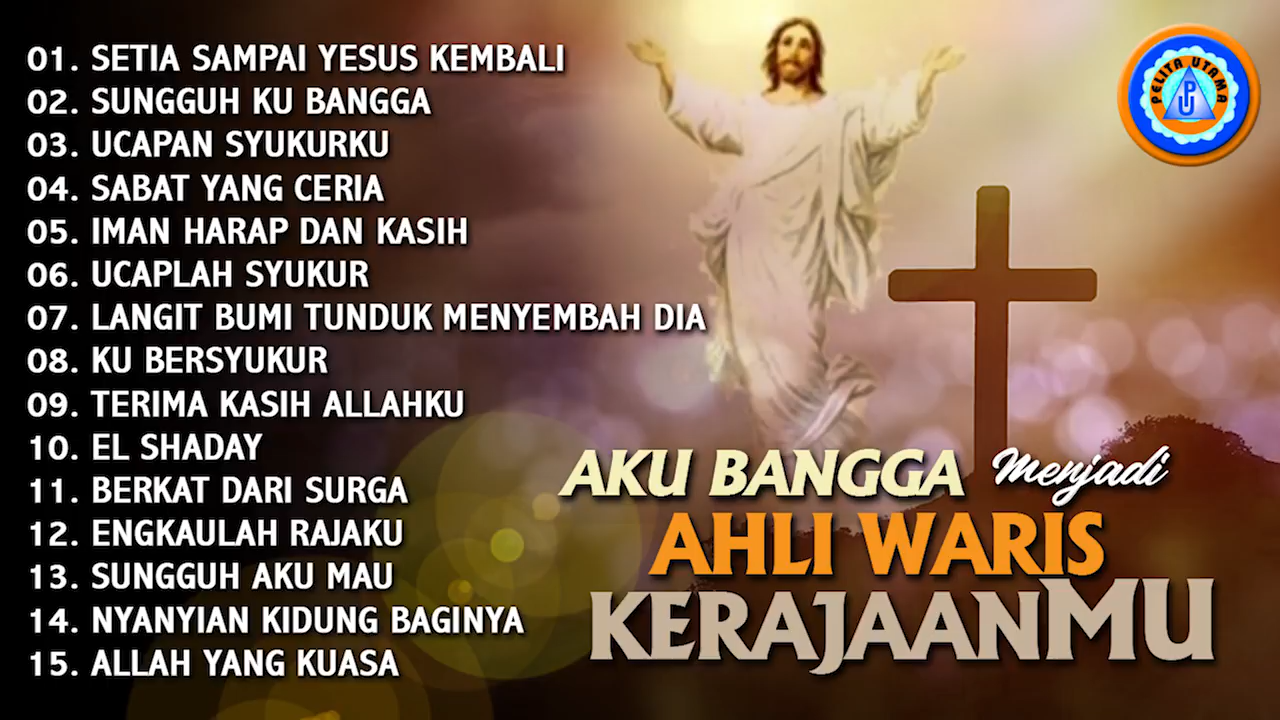 01. SETIA SAMPAI YESUS KEMBALI
02. SUNGGUH KU BANGGA
03. UCAPAN SYUKURKU
04. SABAT YANG CERIA
05. IMAN HARAP DAN KASIH
06. UCAPLAH SYUKUR
07. LANGIT BUMI TUNDUK MENYEMBAH DIA
08. KU BERSYUKUR
09. TERIMA KASIH ALLAHKU
10. EL SHADAY
11. BERKAT DARI SURGA
12. ENGKAULAH RAJAKU
13. SUNGGUH AKU MAU
14. NYANYIAN KIDUNG BAGINYA
15. ALLAH YANG KUASA
PELITA UTAMA
PU
AKU BANGGA menjadi
AHLI WARIS
KERAJAANMU